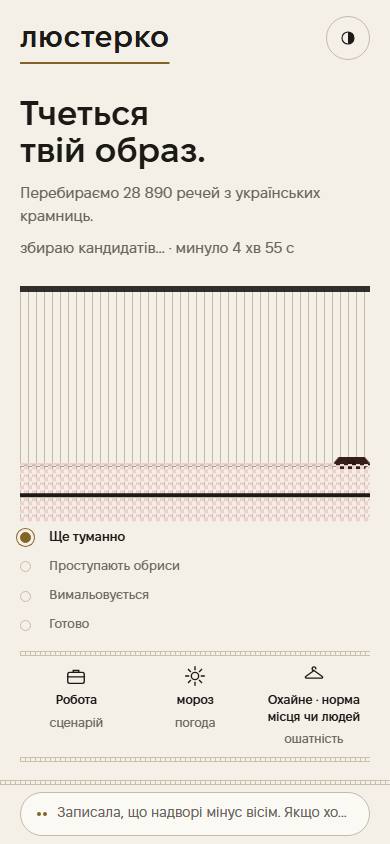 люстерко
Тчеться
твій образ.
Перебираємо 28 890 речей з українських
крамниць.
збираю кандидатів... · минуло 4 хв 55 с
Ще туманно
Проступають обриси
Вимальовується
Готово
Робота
сценарій
мороз
погода
Охайне · норма
місця чи людей
ошатність
Записала, що надворі мінус вісім. Якщо хо...